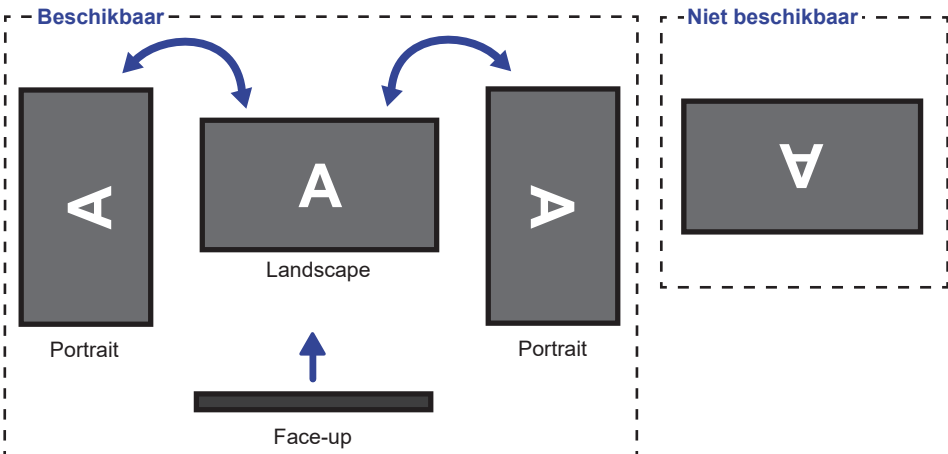 Beschikbaar
Niet beschikbaar
A
A
A
A
Landscape
Portrait
Portrait
Face-up